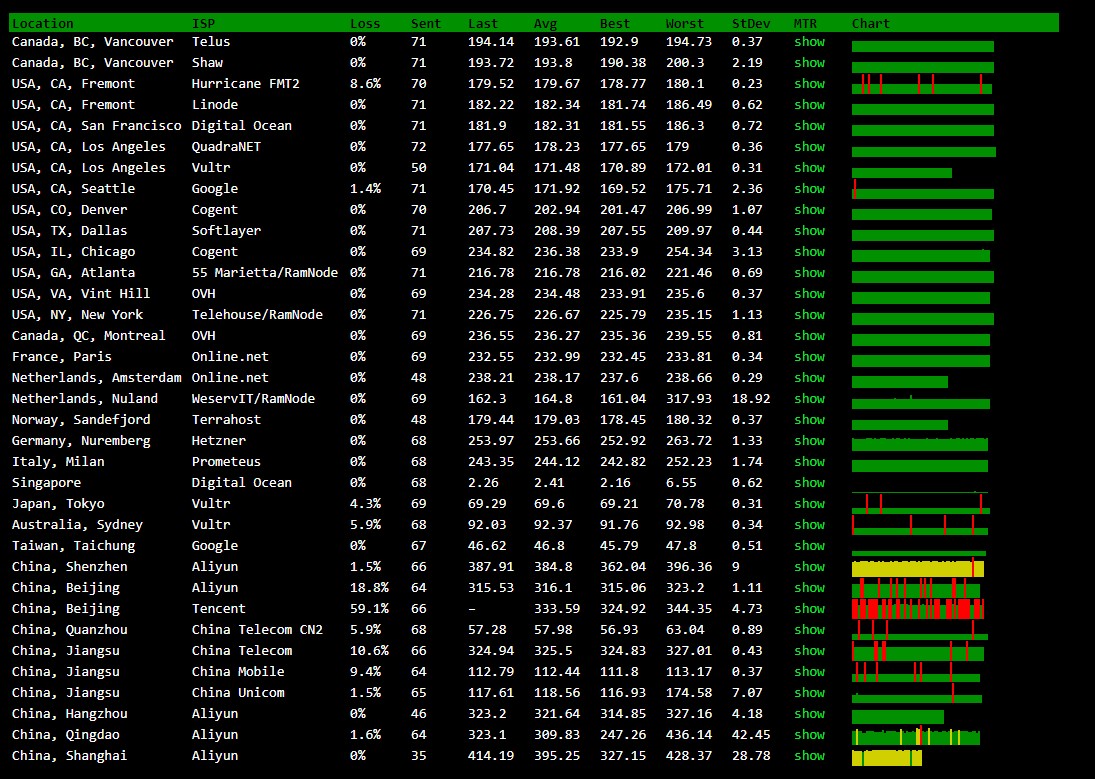 Location ISP Loss Sent Last Avg Best Worst StDev MTR Chart
Canada, BC, Vancouver Telus 0% 71 194.14 193.61 192.9 194.73 0.37 show
Canada, BC, Vancouver Shaw 0% 71 193.72 193.8 190.38 200.3 2.19 show
USA, CA, Fremont Hurricane FMT2 8.6% 70 179.52 179.67 178.77 180.1 0.23 show
USA, CA, Fremont Linode 0% 71 182.22 182.34 181.74 186.49 0.62 show
USA, CA, San Francisco Digital Ocean 0% 71 181.9 182.31 181.55 186.3 0.72 show
USA, CA, Los Angeles QuadraNET 0% 72 177.65 178.23 177.65 179 0.36 show
USA, CA, Los Angeles Vultr 0% 50 171.04 171.48 170.89 172.01 0.31 show
USA, CA, Seattle Google 1.4% 71 170.45 171.92 169.52 175.71 2.36 show
USA, CO, Denver Cogent 0% 70 206.7 202.94 201.47 206.99 1.07 show
USA, TX, Dallas Softlayer 0% 71 207.73 208.39 207.55 209.97 0.44 show
USA, IL, Chicago Cogent 0% 69 234.82 236.38 233.9 254.34 3.13 show
USA, GA, Atlanta 55 Marietta/RamNode 0% 71 216.78 216.78 216.02 221.46 0.69 show
USA, VA, Vint Hill OVH 0% 69 234.28 234.48 233.91 235.6 0.37 show
USA, NY, New York Telehouse/RamNode 0% 71 226.75 226.67 225.79 235.15 1.13 show
Canada, QC, Montreal OVH 0% 69 236.55 236.27 235.36 239.55 0.81 show
France, Paris Online.net 0% 69 232.55 232.99 232.45 233.81 0.34 show
Netherlands, Amsterdam Online.net 0% 48 238.21 238.17 237.6 238.66 0.29 show
Netherlands, Nuland WeservIT/RamNode 0% 69 162.3 164.8 161.04 317.93 18.92 show
Norway, Sandefjord Terrahost 0% 48 179.44 179.03 178.45 180.32 0.37 show
Germany, Nuremberg Hetzner 0% 68 253.97 253.66 252.92 263.72 1.33 show
Italy, Milan Prometeus 0% 68 243.35 244.12 242.82 252.23 1.74 show
Singapore Digital Ocean 0% 68 2.26 2.41 2.16 6.55 0.62 show
Japan, Tokyo Vultr 4.3% 69 69.29 69.6 69.21 70.78 0.31 show
Australia, Sydney Vultr 5.9% 68 92.03 92.37 91.76 92.98 0.34 show
Taiwan, Taichung Google 0% 67 46.62 46.8 45.79 47.8 0.51 show
China, Shenzhen Aliyun 1.5% 66 387.91 384.8 362.04 396.36 9 show
China, Beijing Aliyun 18.8% 64 315.53 316.1 315.06 323.2 1.11 show
China, Beijing Tencent 59.1% 66 – 333.59 324.92 344.35 4.73 show
China, Quanzhou China Telecom CN2 5.9% 68 57.28 57.98 56.93 63.04 0.89 show
China, Jiangsu China Telecom 10.6% 66 324.94 325.5 324.83 327.01 0.43 show
China, Jiangsu China Mobile 9.4% 64 112.79 112.44 111.8 113.17 0.37 show
China, Jiangsu China Unicom 1.5% 65 117.61 118.56 116.93 174.58 7.07 show
China, Hangzhou Aliyun 0% 46 323.2 321.64 314.85 327.16 4.18 show
China, Qingdao Aliyun 1.6% 64 323.1 309.83 247.26 436.14 42.45 show
China, Shanghai Aliyun 0% 35 414.19 395.25 327.15 428.37 28.78 show